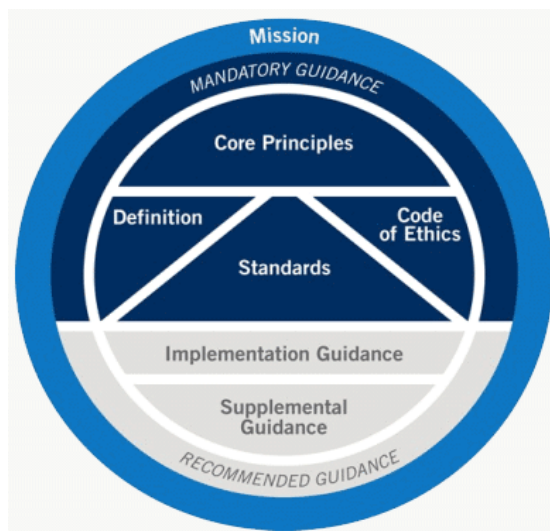 Mission
MANDATORY GUIDANCE
Core Principles
Definition
Code
of Ethics
Standards
Implementation Guidance
Supplemental
Guidance
RECOMMENDED GUIDANCE